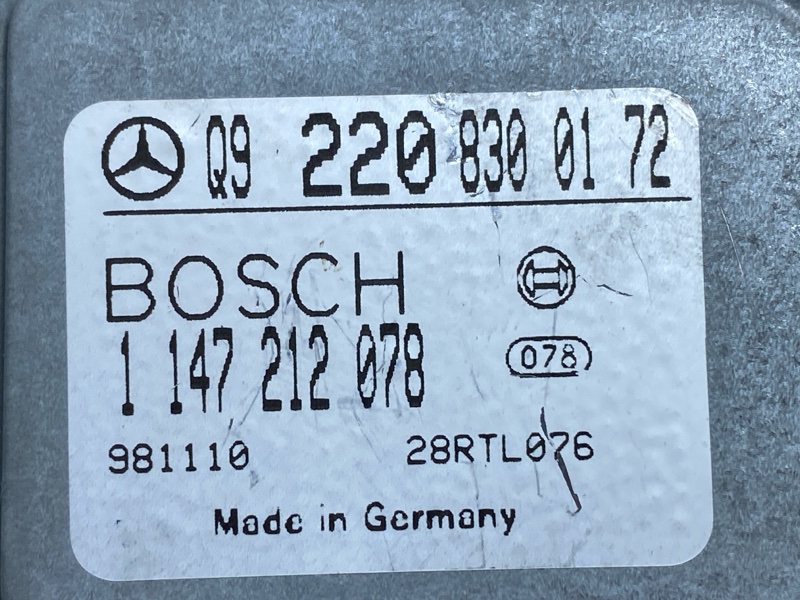 Q9 220 830 01 72
BOSCH
1 147 212 078
078
981110 28RTL076
Made in Germany